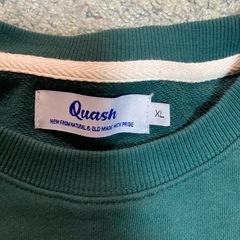 Quash
NEW FROM NATURAL & OLD MADE WITH PRIDE
XL